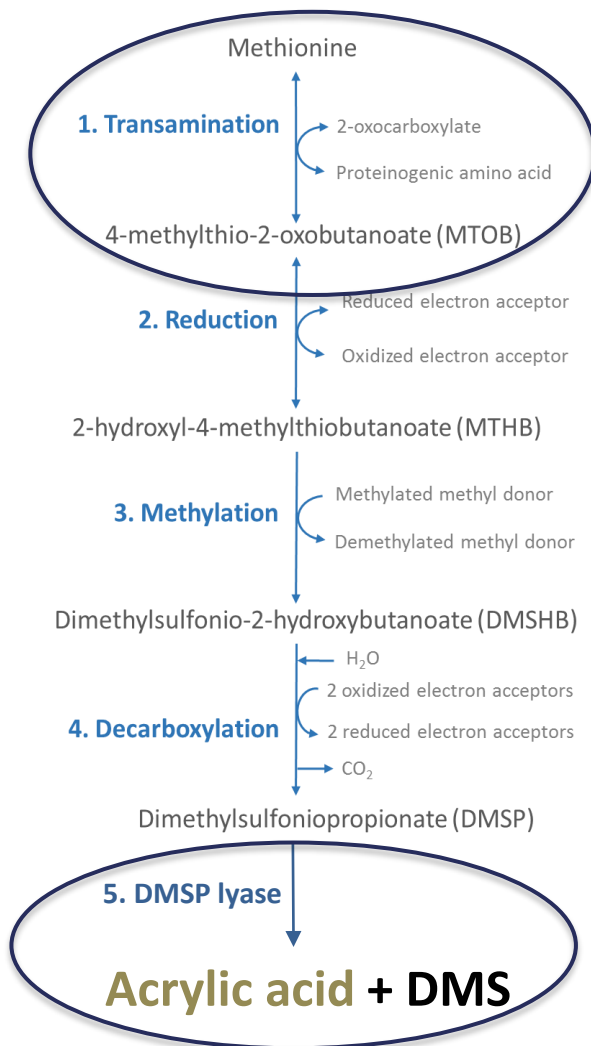 Methionine
1. Transamination
2-oxocarboxylate
Proteinogenic amino acid
4-methylthio-2-oxobutanoate (MTOB)
2. Reduction
Reduced electron acceptor
Oxidized electron acceptor
2-hydroxyl-4-methylthiobutanoate (MTHB)
3. Methylation
Methylated methyl donor
Demethylated methyl donor
Dimethylsulfonio-2-hydroxybutanoate (DMSHB)
H₂O
2 oxidized electron acceptors
4. Decarboxylation
2 reduced electron acceptors
CO₂
Dimethylsulfoniopropionate (DMSP)
5. DMSP lyase
Acrylic acid + DMS